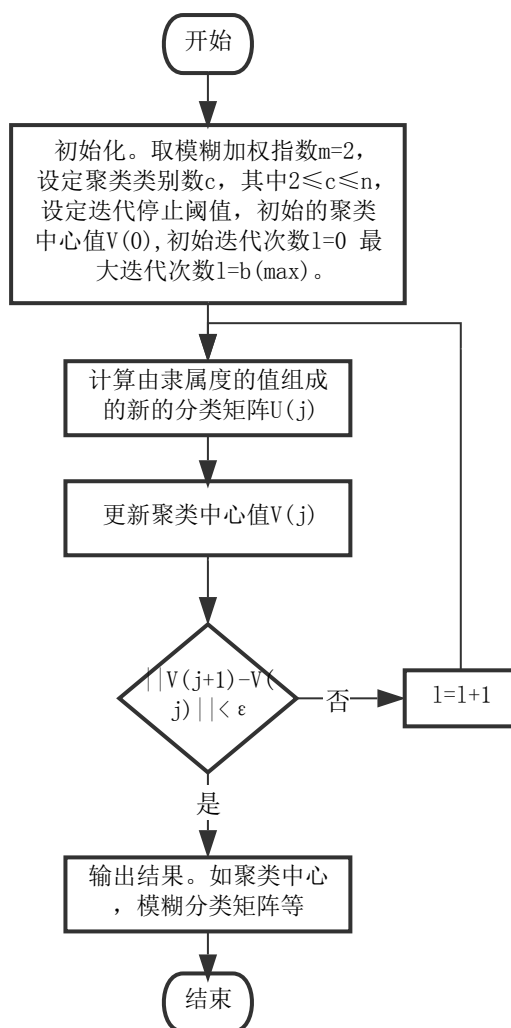 开始
初始化。取模糊加权指数m=2，
设定聚类类别数c，其中2≤c≤n，
设定迭代停止阈值，初始的聚类
中心值V(0),初始迭代次数l=0 最
大迭代次数l=b(max)。
计算由隶属度的值组成
的新的分类矩阵U(j)
更新聚类中心值V(j)
||V(j+1)-V(
j)||<ε
否
l=l+1
是
输出结果。如聚类中心
，模糊分类矩阵等
结束